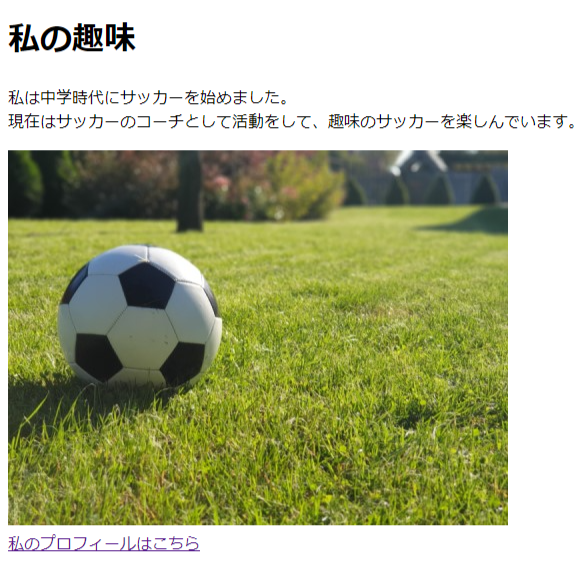 私の趣味
私は中学時代にサッカーを始めました。
現在はサッカーのコーチとして活動をして、趣味のサッカーを楽しんでいます。
私のプロフィールはこちら